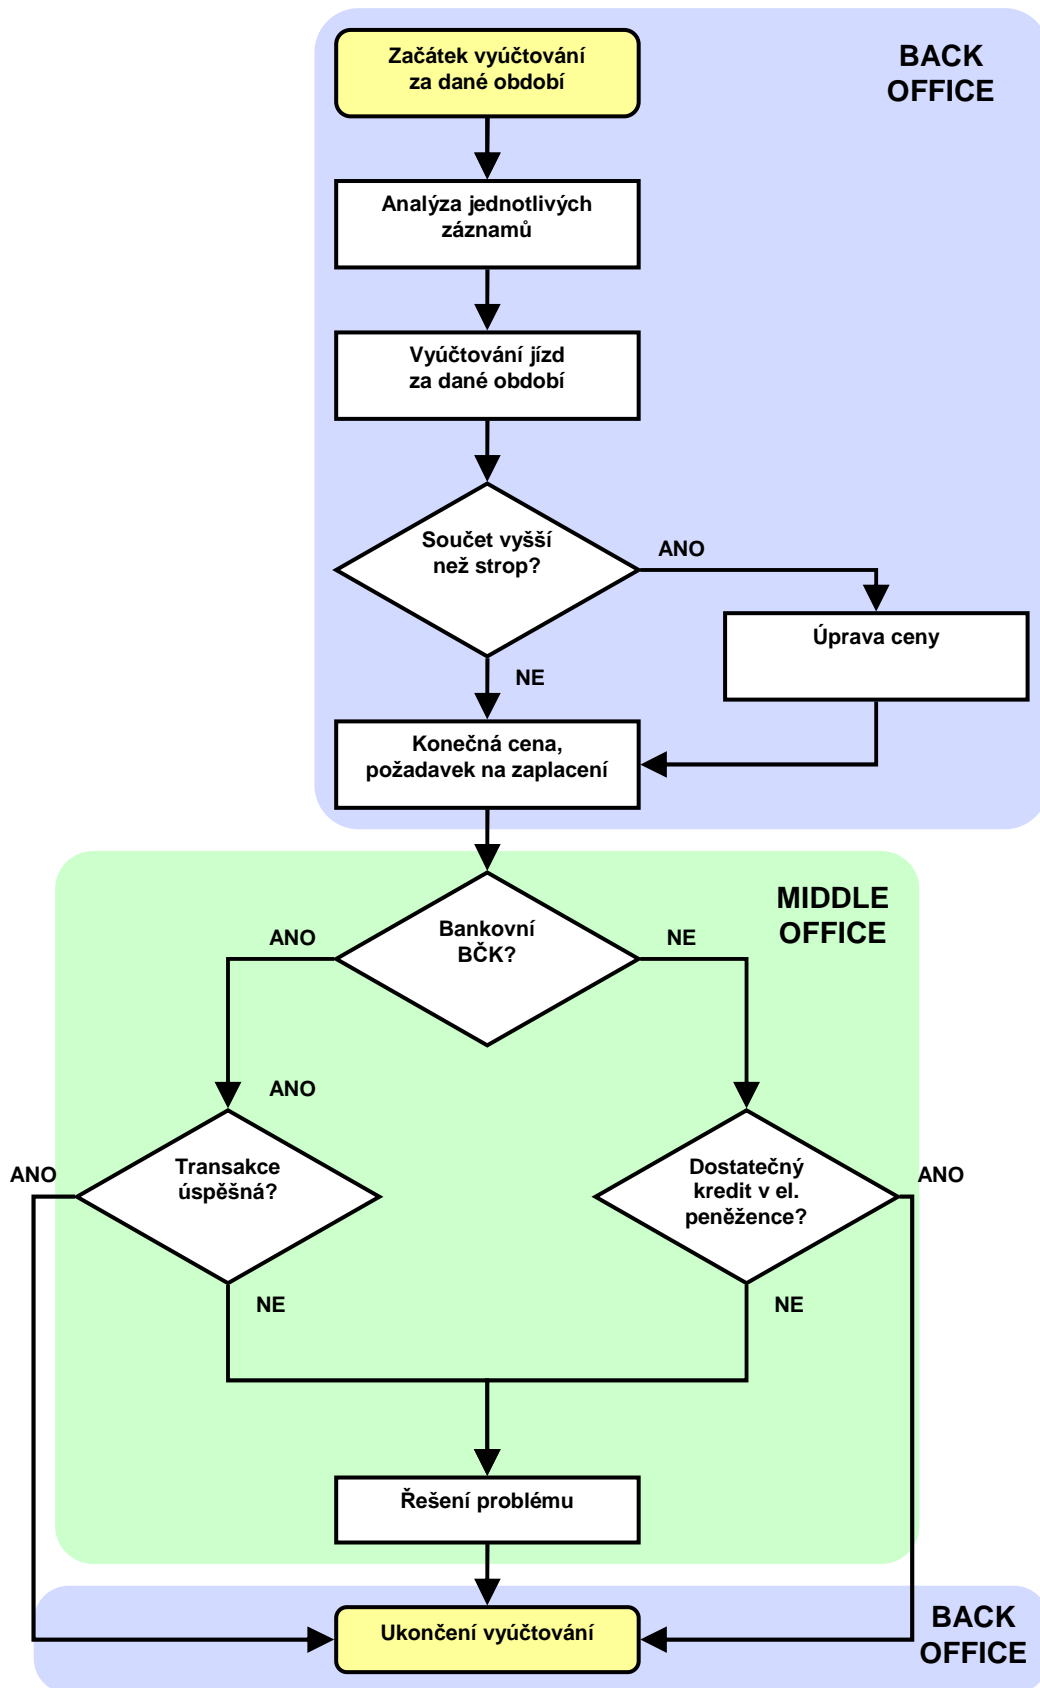 Začátek vyúčtování
za dané období
BACK
OFFICE
Analýza jednotlivých
záznamů
Vyúčtování jízd
za dané období
Součet vyšší
než strop?
ANO
Úprava ceny
NE
Konečná cena,
požadavek na zaplacení
MIDDLE
OFFICE
ANO
Bankovní
BČK?
NE
ANO
ANO
Transakce
úspěšná?
Dostatečný
kredit v el.
peněžence?
ANO
NE
NE
Řešení problému
Ukončení vyúčtování
BACK
OFFICE